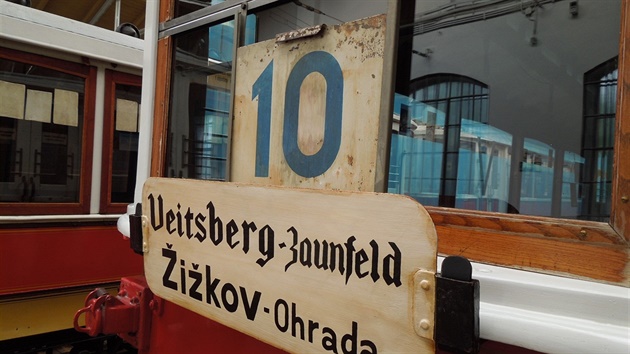 10
Veitsberg-Zaunfeld
Žižkov-Ohrada